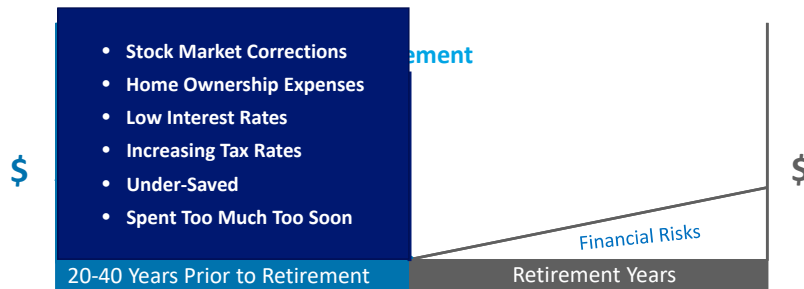 • Stock Market Corrections
ement
• Home Ownership Expenses
• Low Interest Rates
• Increasing Tax Rates
$
$
• Under-Saved
• Spent Too Much Too Soon
Financial Risks
20-40 Years Prior to Retirement
Retirement Years